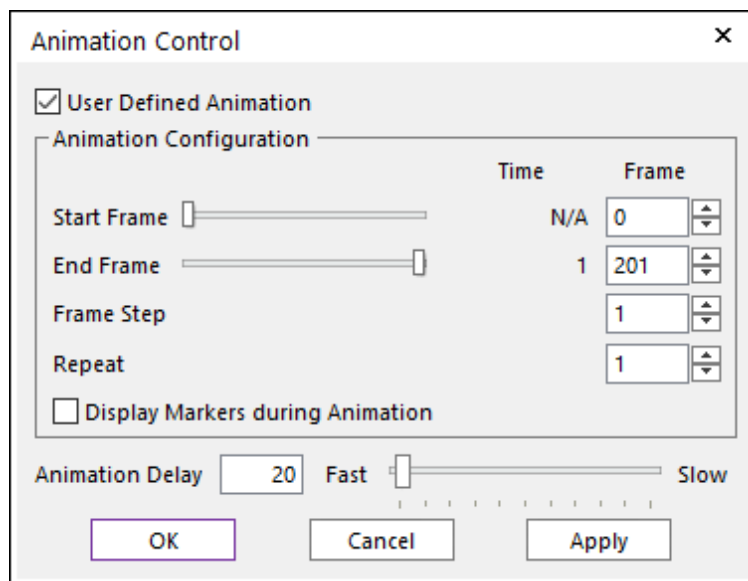 Animation Control
User Defined Animation
Animation Configuration
Time Frame
Start Frame N/A 0
End Frame 1 201
Frame Step 1
Repeat 1
Display Markers during Animation
Animation Delay 20 Fast Slow
OK Cancel Apply